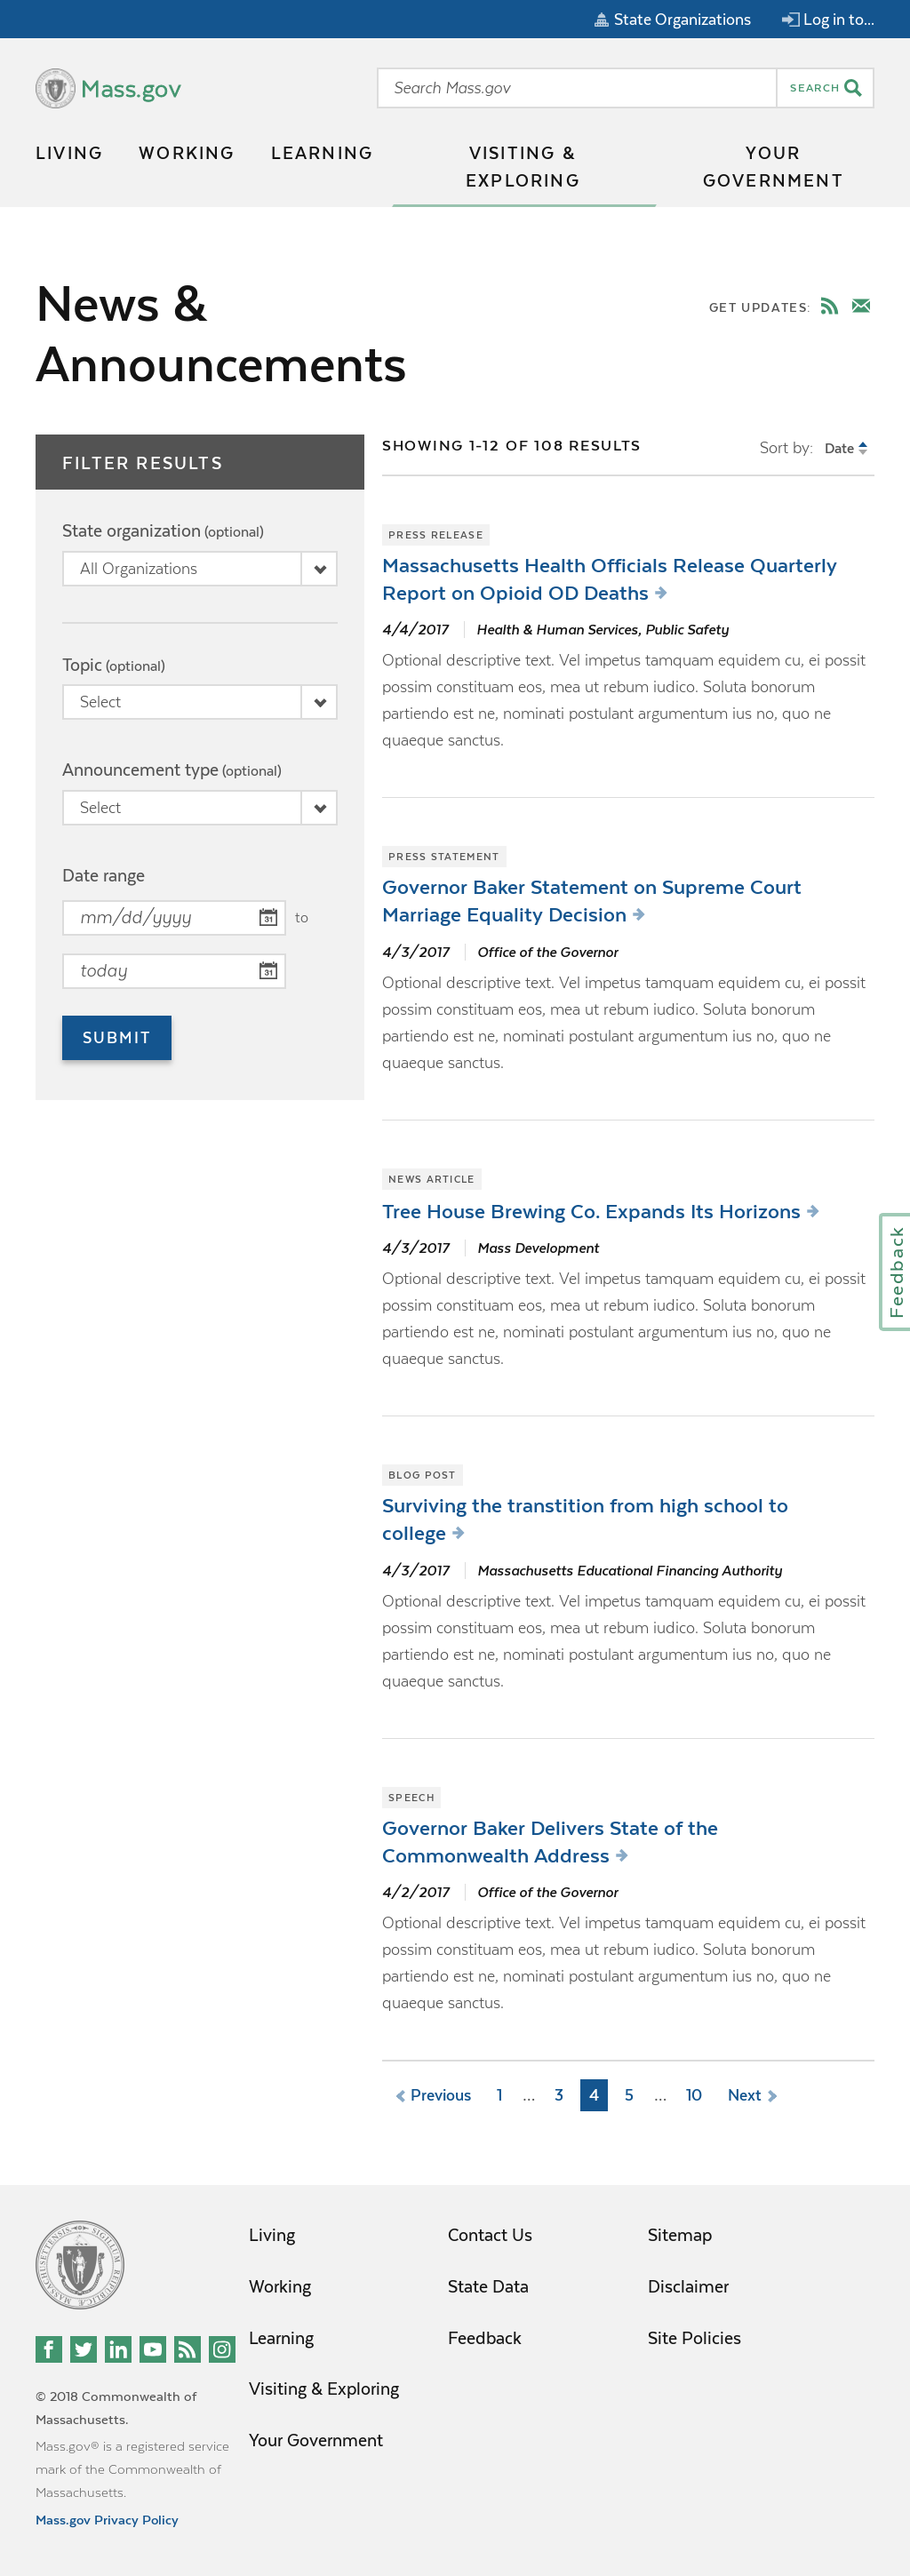 State Organizations
Log in to...
Mass.gov
Search Mass.gov
SEARCH
LIVING
WORKING
LEARNING
VISITING &
EXPLORING
YOUR
GOVERNMENT
News &
Announcements
GET UPDATES:
FILTER RESULTS
State organization (optional)
All Organizations
Topic (optional)
Select
Announcement type (optional)
Select
Date range
mm/dd/yyyy
31
to
today
31
SUBMIT
SHOWING 1-12 OF 108 RESULTS
Sort by: Date
PRESS RELEASE
Massachusetts Health Officials Release Quarterly
Report on Opioid OD Deaths
4/4/2017 Health & Human Services, Public Safety
Optional descriptive text. Vel impetus tamquam equidem cu, ei possit
possim constituam eos, mea ut rebum iudico. Soluta bonorum
partiendo est ne, nominati postulant argumentum ius no, quo ne
quaeque sanctus.
PRESS STATEMENT
Governor Baker Statement on Supreme Court
Marriage Equality Decision
4/3/2017 Office of the Governor
Optional descriptive text. Vel impetus tamquam equidem cu, ei possit
possim constituam eos, mea ut rebum iudico. Soluta bonorum
partiendo est ne, nominati postulant argumentum ius no, quo ne
quaeque sanctus.
NEWS ARTICLE
Tree House Brewing Co. Expands Its Horizons
4/3/2017 Mass Development
Optional descriptive text. Vel impetus tamquam equidem cu, ei possit
possim constituam eos, mea ut rebum iudico. Soluta bonorum
partiendo est ne, nominati postulant argumentum ius no, quo ne
quaeque sanctus.
Feedback
BLOG POST
Surviving the transtition from high school to
college
4/3/2017 Massachusetts Educational Financing Authority
Optional descriptive text. Vel impetus tamquam equidem cu, ei possit
possim constituam eos, mea ut rebum iudico. Soluta bonorum
partiendo est ne, nominati postulant argumentum ius no, quo ne
quaeque sanctus.
SPEECH
Governor Baker Delivers State of the
Commonwealth Address
4/2/2017 Office of the Governor
Optional descriptive text. Vel impetus tamquam equidem cu, ei possit
possim constituam eos, mea ut rebum iudico. Soluta bonorum
partiendo est ne, nominati postulant argumentum ius no, quo ne
quaeque sanctus.
Previous 1 ... 3 4 5 ... 10 Next
Living
Working
Learning
Visiting & Exploring
Your Government
Contact Us
State Data
Feedback
Sitemap
Disclaimer
Site Policies
© 2018 Commonwealth of
Massachusetts.
Mass.gov® is a registered service
mark of the Commonwealth of
Massachusetts.
Mass.gov Privacy Policy